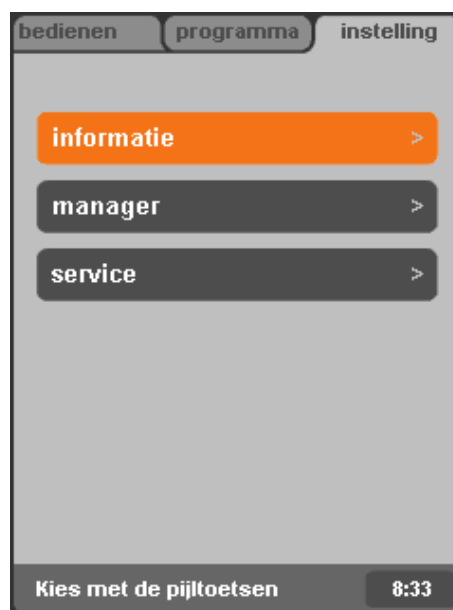 bedienen programma instelling
informatie >
manager >
service >
Kies met de pijltoetsen 8:33